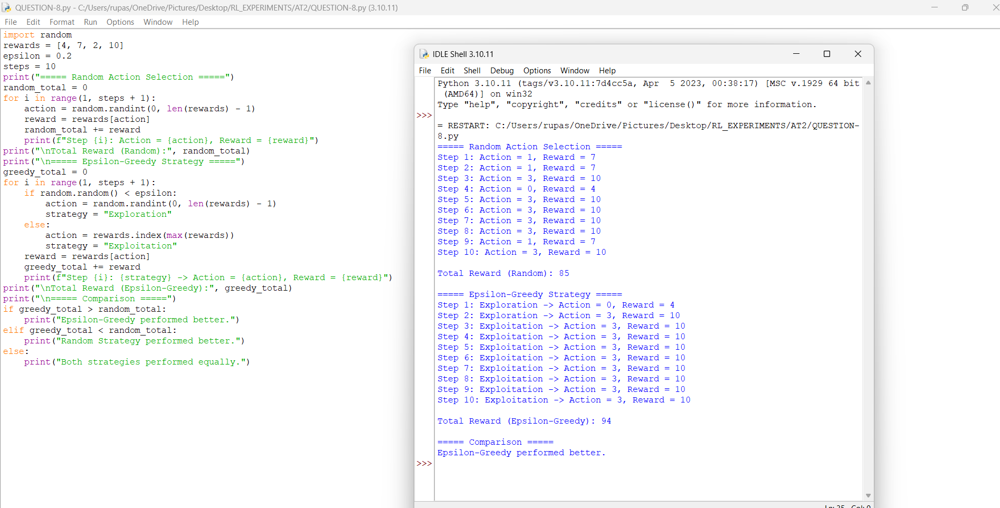 QUESTION-8.py - C:/Users/rupas/OneDrive/Pictures/Desktop/RL_EXPERIMENTS/AT2/QUESTION-8.py (3.10.11)
File Edit Format Run Options Window Help
import random
rewards = [4, 7, 2, 10]
epsilon = 0.2
steps = 10
print("===== Random Action Selection =====")
random_total = 0
for i in range(1, steps + 1):
    action = random.randint(0, len(rewards) - 1)
    reward = rewards[action]
    random_total += reward
    print(f"Step {i}: Action = {action}, Reward = {reward}")
print("\nTotal Reward (Random):", random_total)
print("\n===== Epsilon-Greedy Strategy =====")
greedy_total = 0
for i in range(1, steps + 1):
    if random.random() < epsilon:
        action = random.randint(0, len(rewards) - 1)
        strategy = "Exploration"
    else:
        action = rewards.index(max(rewards))
        strategy = "Exploitation"
    reward = rewards[action]
    greedy_total += reward
    print(f"Step {i}: {strategy} -> Action = {action}, Reward = {reward}")
print("\nTotal Reward (Epsilon-Greedy):", greedy_total)
print("\n===== Comparison =====")
if greedy_total > random_total:
    print("Epsilon-Greedy performed better.")
elif greedy_total < random_total:
    print("Random Strategy performed better.")
else:
    print("Both strategies performed equally.")
IDLE Shell 3.10.11
File Edit Shell Debug Options Window Help
Python 3.10.11 (tags/v3.10.11:7d4cc5a, Apr  5 2023, 00:38:17) [MSC v.1929 64 bit
 (AMD64)] on win32
Type "help", "copyright", "credits" or "license()" for more information.
>>>
= RESTART: C:/Users/rupas/OneDrive/Pictures/Desktop/RL_EXPERIMENTS/AT2/QUESTION-
8.py
===== Random Action Selection =====
Step 1: Action = 1, Reward = 7
Step 2: Action = 1, Reward = 7
Step 3: Action = 3, Reward = 10
Step 4: Action = 0, Reward = 4
Step 5: Action = 3, Reward = 10
Step 6: Action = 3, Reward = 10
Step 7: Action = 3, Reward = 10
Step 8: Action = 3, Reward = 10
Step 9: Action = 1, Reward = 7
Step 10: Action = 3, Reward = 10
Total Reward (Random): 85
===== Epsilon-Greedy Strategy =====
Step 1: Exploration -> Action = 0, Reward = 4
Step 2: Exploration -> Action = 3, Reward = 10
Step 3: Exploitation -> Action = 3, Reward = 10
Step 4: Exploitation -> Action = 3, Reward = 10
Step 5: Exploitation -> Action = 3, Reward = 10
Step 6: Exploitation -> Action = 3, Reward = 10
Step 7: Exploitation -> Action = 3, Reward = 10
Step 8: Exploitation -> Action = 3, Reward = 10
Step 9: Exploitation -> Action = 3, Reward = 10
Step 10: Exploitation -> Action = 3, Reward = 10
Total Reward (Epsilon-Greedy): 94
===== Comparison =====
Epsilon-Greedy performed better.
>>>